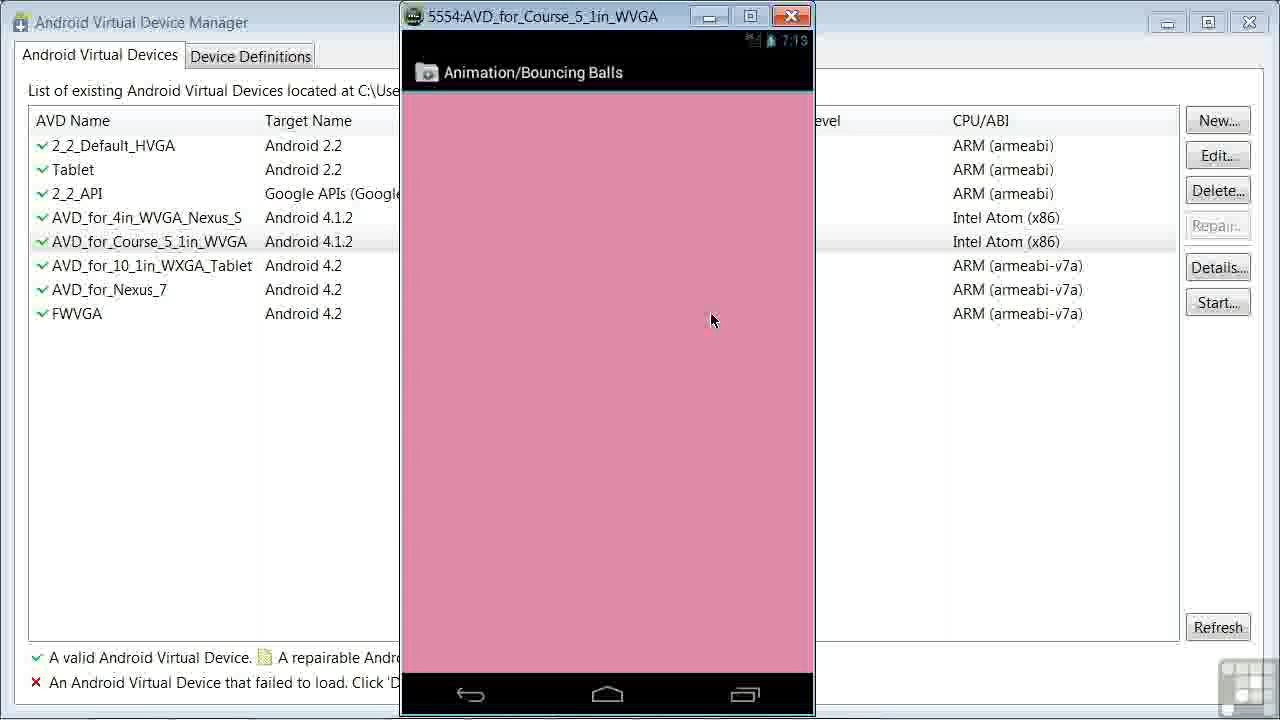 Android Virtual Device Manager
5554:AVD_for_Course_5_1in_WVGA
7:13
Android Virtual Devices
Device Definitions
Animation/Bouncing Balls
List of existing Android Virtual Devices located at C:\Use
AVD Name Target Name evel CPU/ABI
2_2_Default_HVGA Android 2.2 ARM (armeabi)
Tablet Android 2.2 ARM (armeabi)
2_2_API Google APIs (Google ARM (armeabi)
AVD_for_4in_WVGA_Nexus_S Android 4.1.2 Intel Atom (x86)
AVD_for_Course_5_1in_WVGA Android 4.1.2 Intel Atom (x86)
AVD_for_10_1in_WXGA_Tablet Android 4.2 ARM (armeabi-v7a)
AVD_for_Nexus_7 Android 4.2 ARM (armeabi-v7a)
FWVGA Android 4.2 ARM (armeabi-v7a)
New...
Edit...
Delete...
Repair...
Details...
Start...
Refresh
A valid Android Virtual Device. A repairable Andro
An Android Virtual Device that failed to load. Click 'D